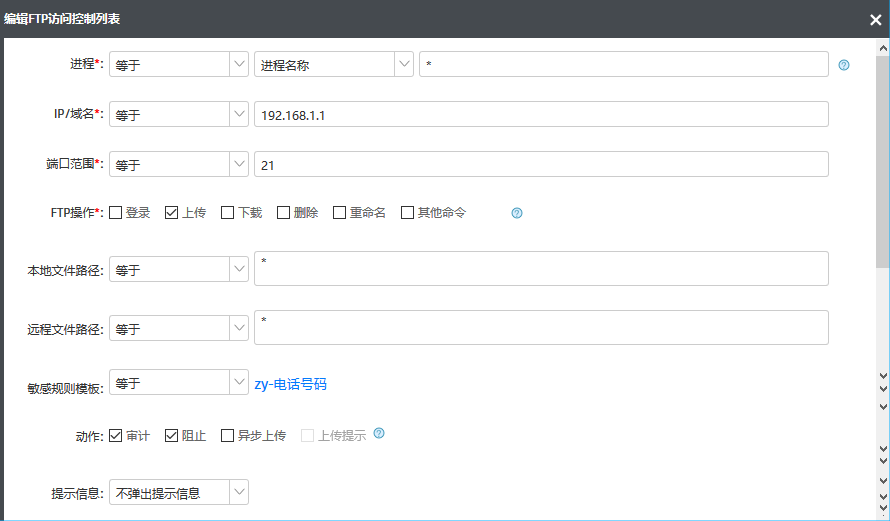 编辑FTP访问控制列表
进程*: 等于 进程名称 *
IP/域名*: 等于 192.168.1.1
端口范围*: 等于 21
FTP操作*: 登录 上传 下载 删除 重命名 其他命令
本地文件路径: 等于 *
远程文件路径: 等于 *
敏感规则模板: 等于 zy-电话号码
动作: 审计 阻止 异步上传 上传提示
提示信息: 不弹出提示信息